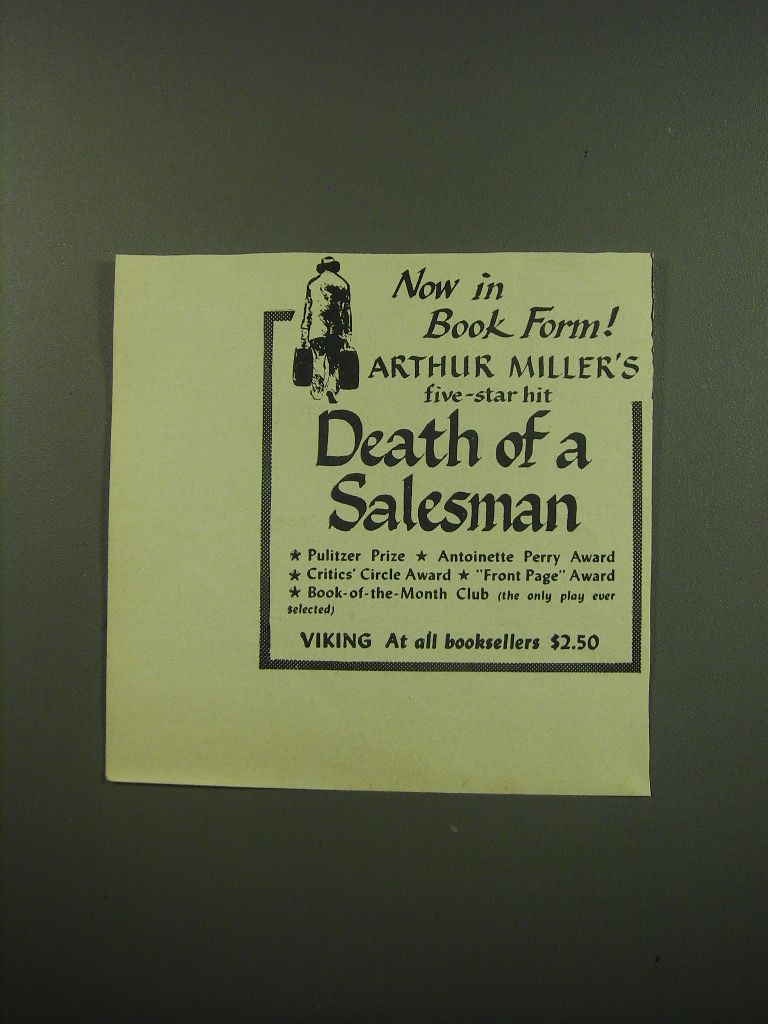 Now in
Book Form!
ARTHUR MILLER'S
five-star hit
Death of a
Salesman
★ Pulitzer Prize ★ Antoinette Perry Award
★ Critics' Circle Award ★ "Front Page" Award
★ Book-of-the-Month Club (the only play ever
selected)
VIKING At all booksellers $2.50